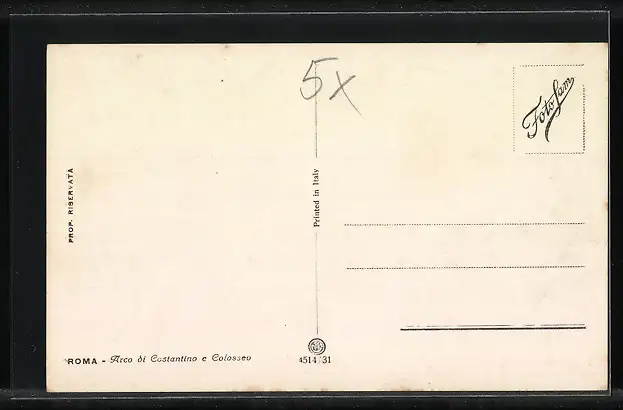 5x
Foto Sam
PROP. RISERVATA
Printed in Italy
ROMA - Arco di Costantino e Colosseo
4514 31